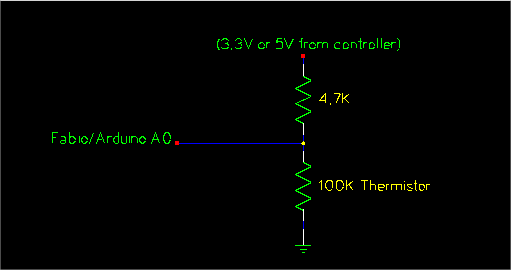 (3.3V or 5V from controller)
4.7K
Fabio/Arduino A0
100K Thermistor